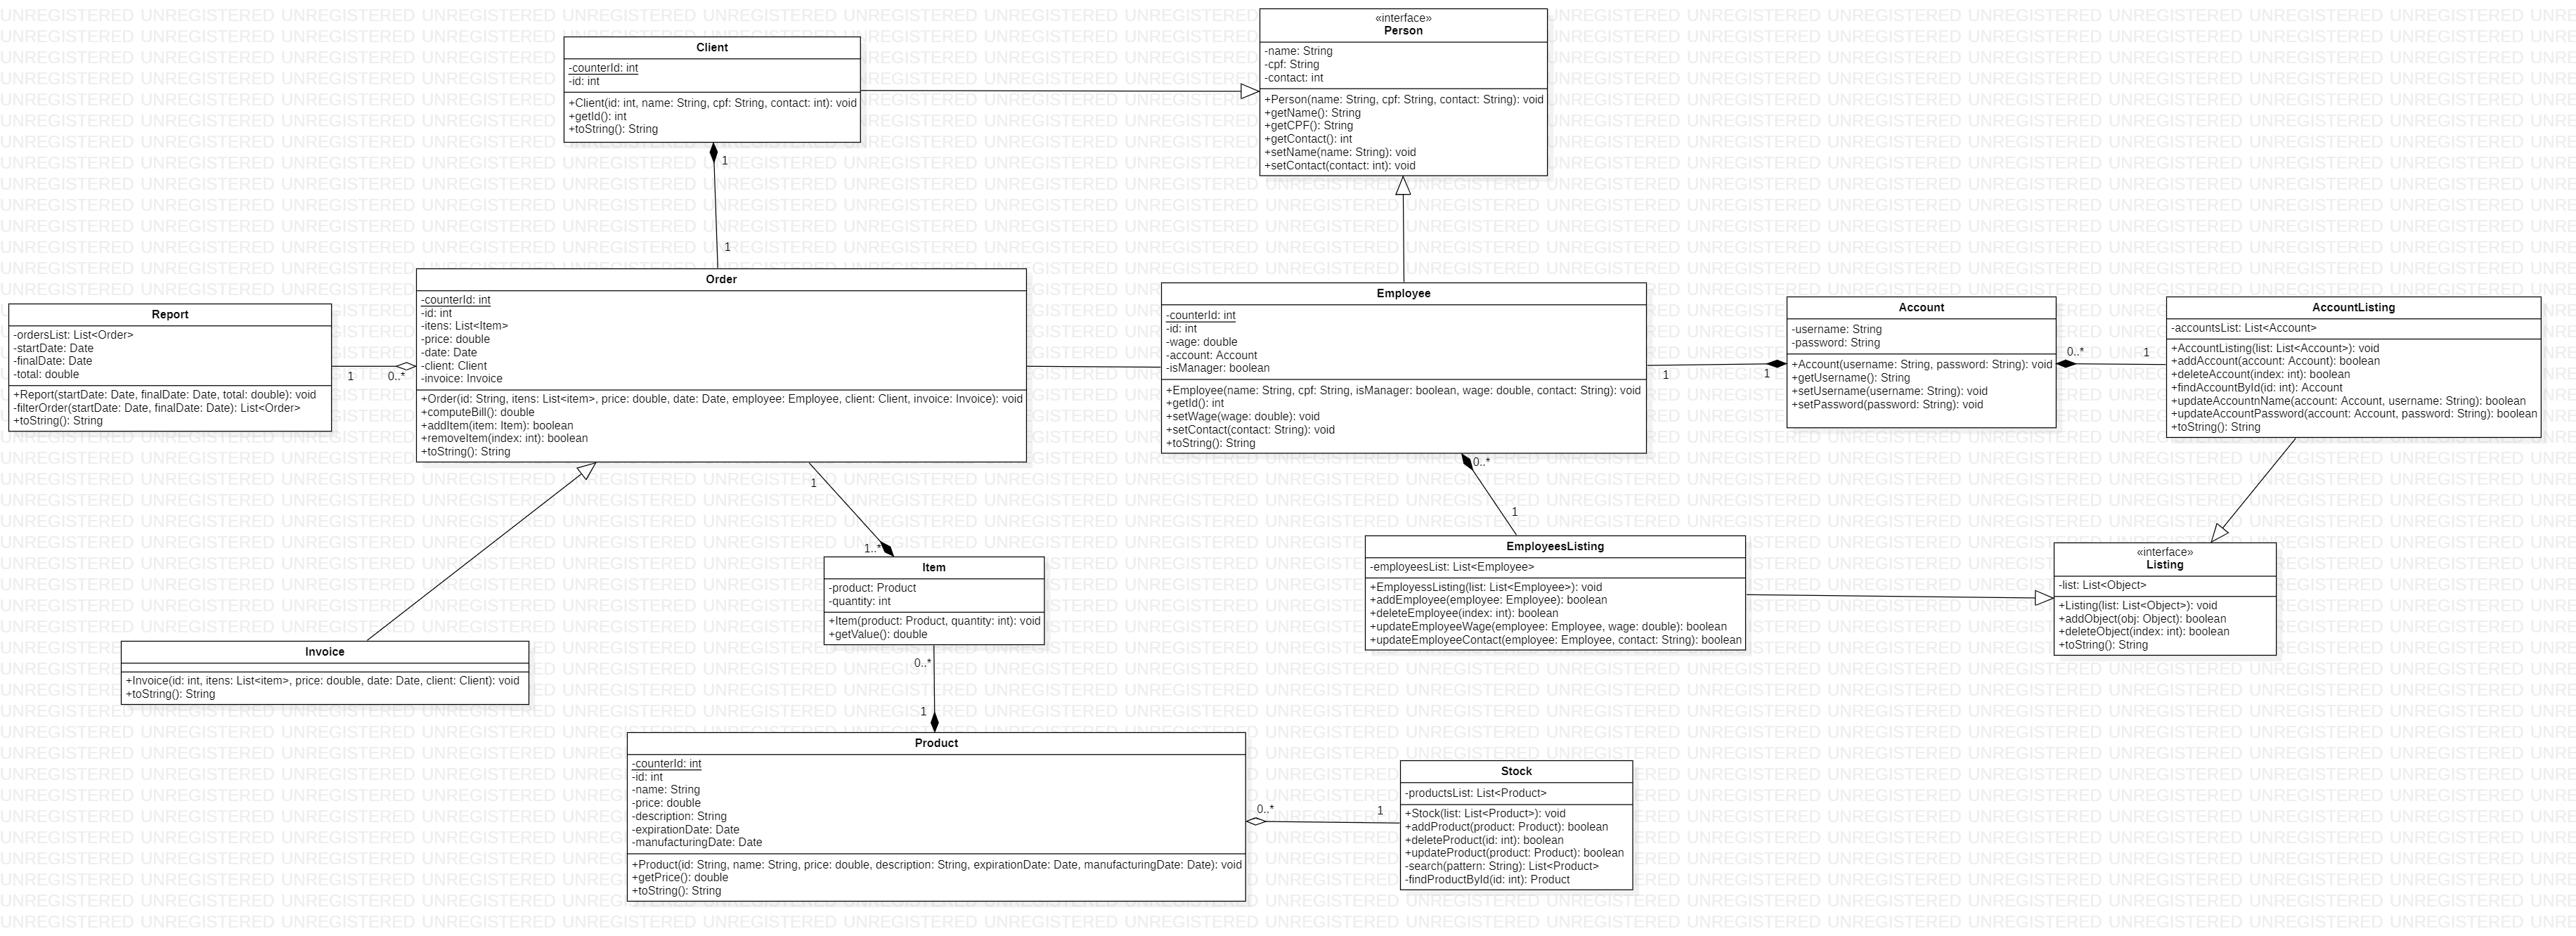 «interface»
Person
-name: String
-cpf: String
-contact: int
+Person(name: String, cpf: String, contact: String): void
+getName(): String
+getCPF(): String
+getContact(): int
+setName(name: String): void
+setContact(contact: int): void
Client
-counterId: int
-id: int
+Client(id: int, name: String, cpf: String, contact: int): void
+getId(): int
+toString(): String
1
1
Order
-counterId: int
-id: int
-itens: List<Item>
-price: double
-date: Date
-client: Client
-invoice: Invoice
+Order(id: String, itens: List<item>, price: double, date: Date, employee: Employee, client: Client, invoice: Invoice): void
+computeBill(): double
+addItem(item: Item): boolean
+removeItem(index: int): boolean
+toString(): String
Report
-ordersList: List<Order>
-startDate: Date
-finalDate: Date
-total: double
+Report(startDate: Date, finalDate: Date, total: double): void
-filterOrder(startDate: Date, finalDate: Date): List<Order>
+toString(): String
1
0..*
Employee
-counterId: int
-id: int
-wage: double
-account: Account
-isManager: boolean
+Employee(name: String, cpf: String, isManager: boolean, wage: double, contact: String): void
+getId(): int
+setWage(wage: double): void
+setContact(contact: String): void
+toString(): String
1
1
Account
-username: String
-password: String
+Account(username: String, password: String): void
+getUsername(): String
+setUsername(username: String): void
+setPassword(password: String): void
0..*
1
AccountListing
-accountsList: List<Account>
+AccountListing(list: List<Account>): void
+addAccount(account: Account): boolean
+deleteAccount(index: int): boolean
+findAccountById(id: int): Account
+updateAccountName(account: Account, username: String): boolean
+updateAccountPassword(account: Account, password: String): boolean
+toString(): String
0..*
1
1
1..*
EmployeesListing
-employeesList: List<Employee>
+EmployessListing(list: List<Employee>): void
+addEmployee(employee: Employee): boolean
+deleteEmployee(index: int): boolean
+updateEmployeeWage(employee: Employee, wage: double): boolean
+updateEmployeeContact(employee: Employee, contact: String): boolean
«interface»
Listing
-list: List<Object>
+Listing(list: List<Object>): void
+addObject(obj: Object): boolean
+deleteObject(index: int): boolean
+toString(): String
Item
-product: Product
-quantity: int
+Item(product: Product, quantity: int): void
+getValue(): double
Invoice
+Invoice(id: int, itens: List<item>, price: double, date: Date, client: Client): void
+toString(): String
0..*
1
Product
-counterId: int
-id: int
-name: String
-price: double
-description: String
-expirationDate: Date
-manufacturingDate: Date
+Product(id: String, name: String, price: double, description: String, expirationDate: Date, manufacturingDate: Date): void
+getPrice(): double
+toString(): String
0..*
1
Stock
-productsList: List<Product>
+Stock(list: List<Product>): void
+addProduct(product: Product): boolean
+deleteProduct(id: int): boolean
+updateProduct(product: Product): boolean
-search(pattern: String): List<Product>
-findProductById(id: int): Product
UNREGISTERED